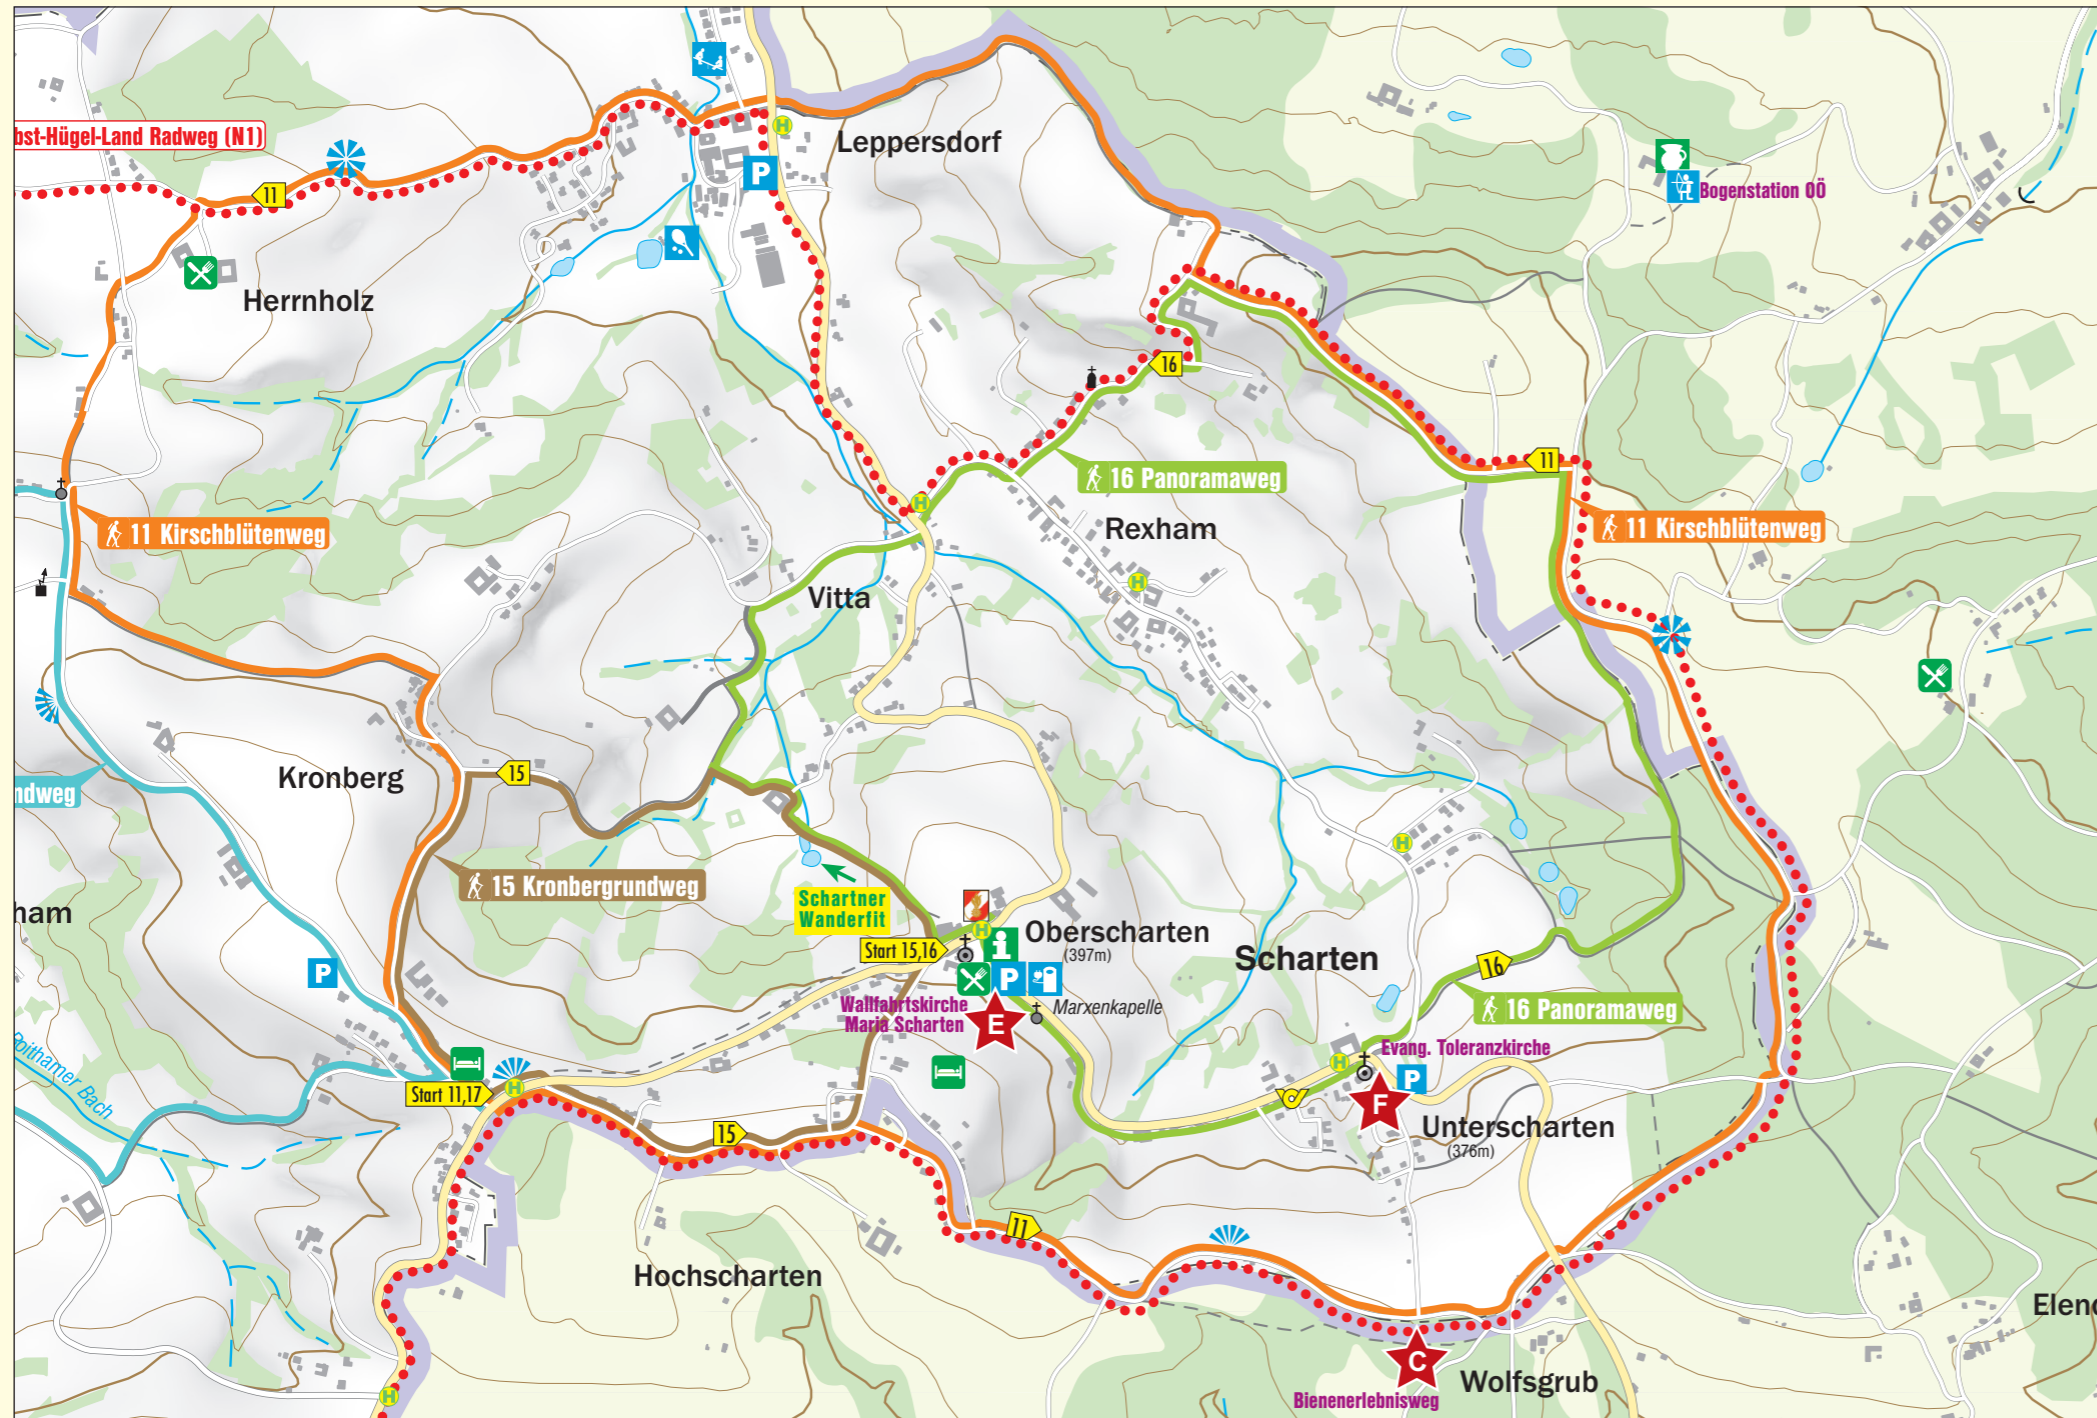 bst-Hügel-Land Radweg (N1)
11
Herrnholz
P
H
Leppersdorf
Bogenstation OÖ
16
16 Panoramaweg
11
11 Kirschblütenweg
11 Kirschblütenweg
H
Rexham
H
Vitta
Kronberg
15
ndweg
15 Kronbergrundweg
ham
Schartner
Wanderfit
H
Start 15,16
i
Oberscharten
(397m)
P
Wallfahrtskirche
Maria Scharten
E
Marxenkapelle
Scharten
H
16
16 Panoramaweg
P
Poithamer Bach
Start 11,17
H
15
H
Evang. Toleranzkirche
P
F
Unterscharten
(376m)
11
Hochscharten
H
C
Wolfsgrub
Bienenerlebnisweg
Elend